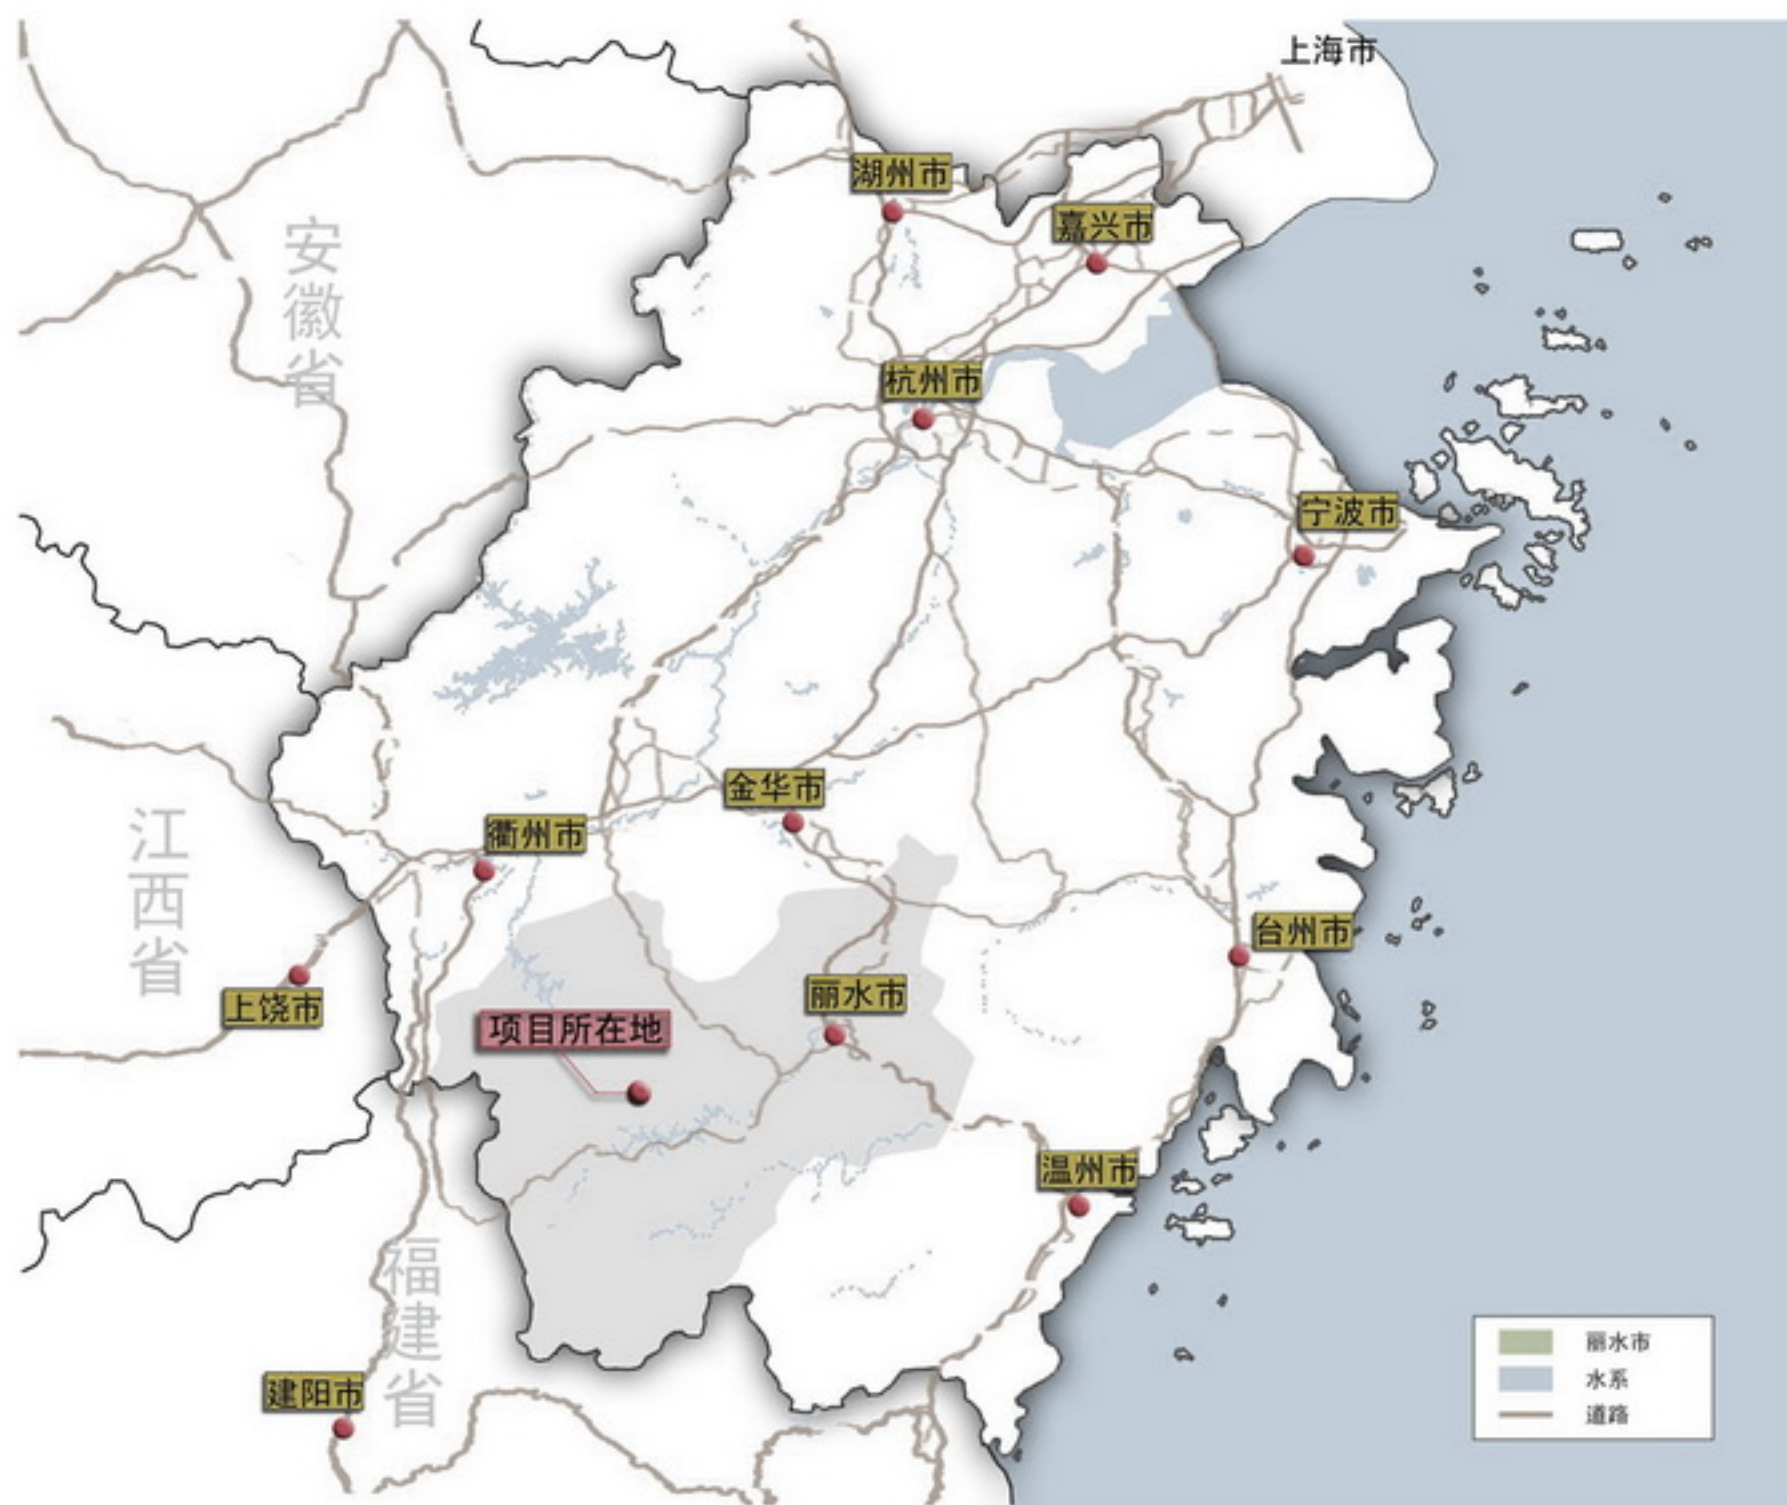 上海市
湖州市
嘉兴市
安徽省
杭州市
宁波市
金华市
衢州市
江西省
台州市
上饶市
丽水市
项目所在地
温州市
福建省
建阳市
丽水市
水系
道路